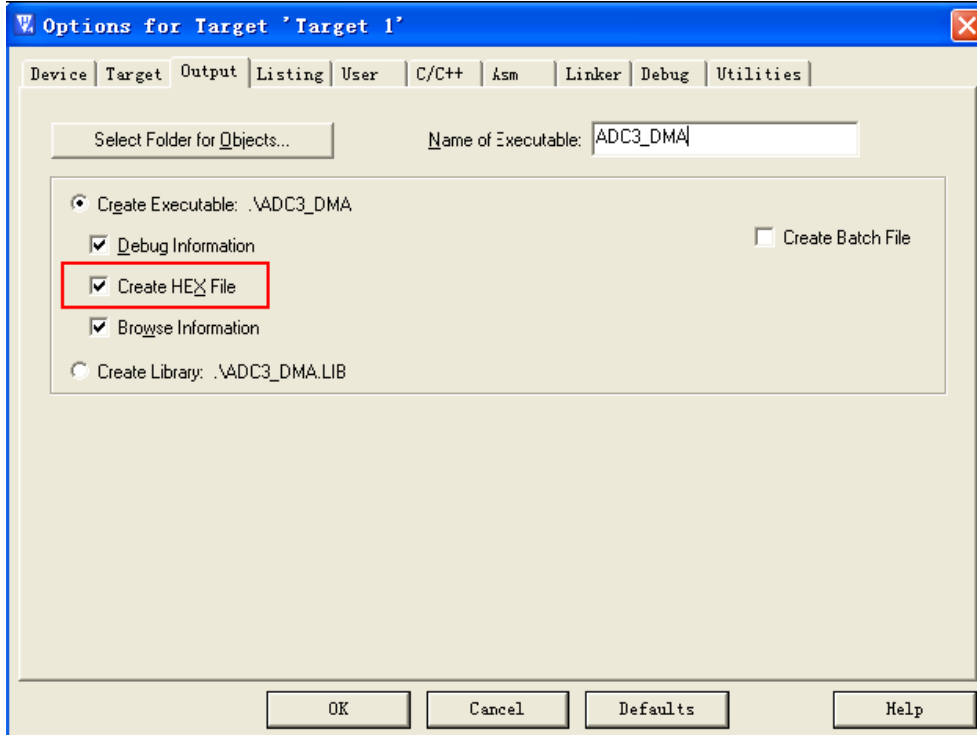 Options for Target 'Target 1'
Device Target Output Listing User C/C++ Asm Linker Debug Utilities
Select Folder for Objects... Name of Executable: ADC3_DMA
Create Executable: .\ADC3_DMA
Debug Information Create Batch File
Create HEX File
Browse Information
Create Library: .\ADC3_DMA.LIB
OK Cancel Defaults Help